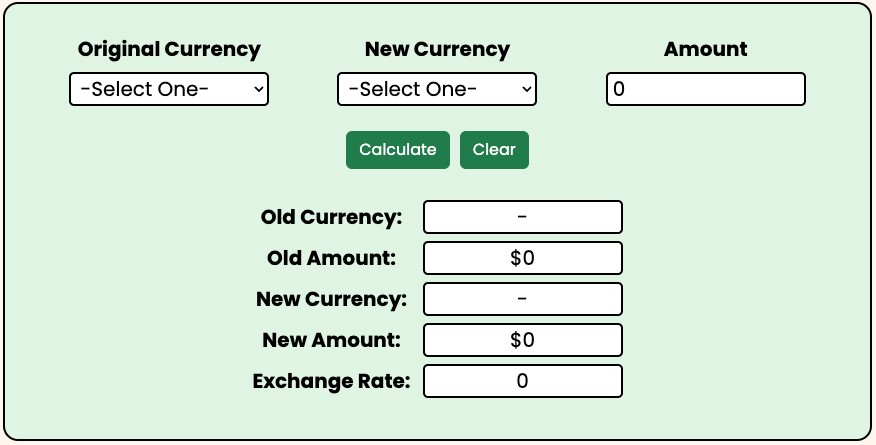 Original Currency New Currency Amount
-Select One- -Select One- 0
Calculate Clear
Old Currency: -
Old Amount: $0
New Currency: -
New Amount: $0
Exchange Rate: 0